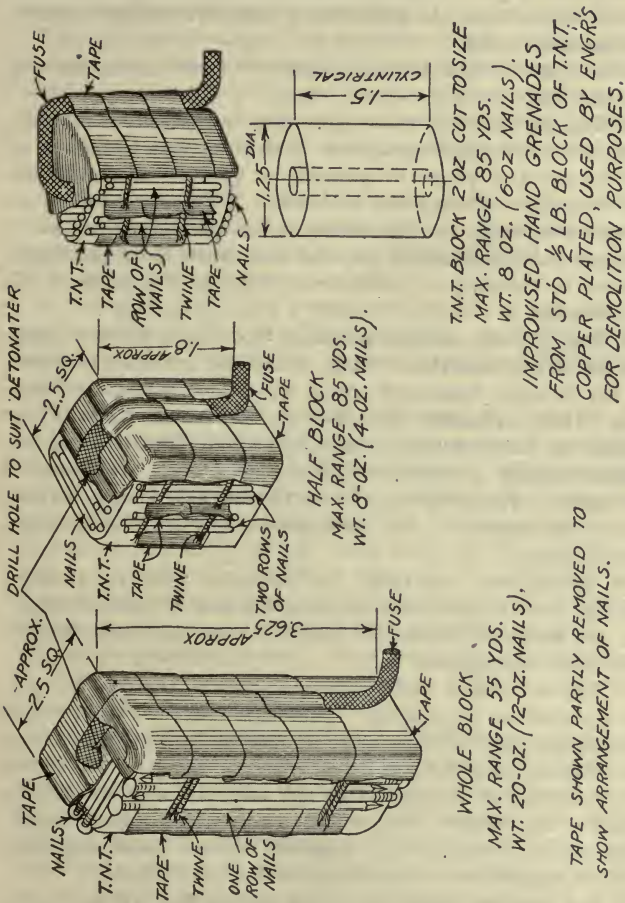 DRILL HOLE TO SUIT DETONATER
TAPE
-APPROX.
2.5 SQ.
NAILS
T.N.T.
TAPE
TWINE
ONE
ROW OF
NAILS
3.625
APPROX
FUSE
TAPE
WHOLE BLOCK
MAX. RANGE 55 YDS.
WT. 20-OZ. (12-OZ. NAILS).
2.5 SQ.
NAILS
T.N.T.
TAPE
TWINE
TWO ROWS
OF NAILS
1.8 APPROX
FUSE
TAPE
HALF BLOCK
MAX. RANGE 85 YDS.
WT. 8-OZ. (4-OZ. NAILS).
FUSE
TAPE
T.N.T.
TAPE
ROW OF
NAILS
TWINE
TAPE
NAILS
1.25 DIA.
1.5
CYLINTRICAL
T.N.T. BLOCK 2 OZ CUT TO SIZE
MAX. RANGE 85 YDS.
WT. 8 OZ. (6-OZ NAILS).
IMPROVISED HAND GRENADES
FROM STD ½ LB. BLOCK OF T.N.T.
COPPER PLATED, USED BY ENGR'S
FOR DEMOLITION PURPOSES.
TAPE SHOWN PARTLY REMOVED TO
SHOW ARRANGEMENT OF NAILS.